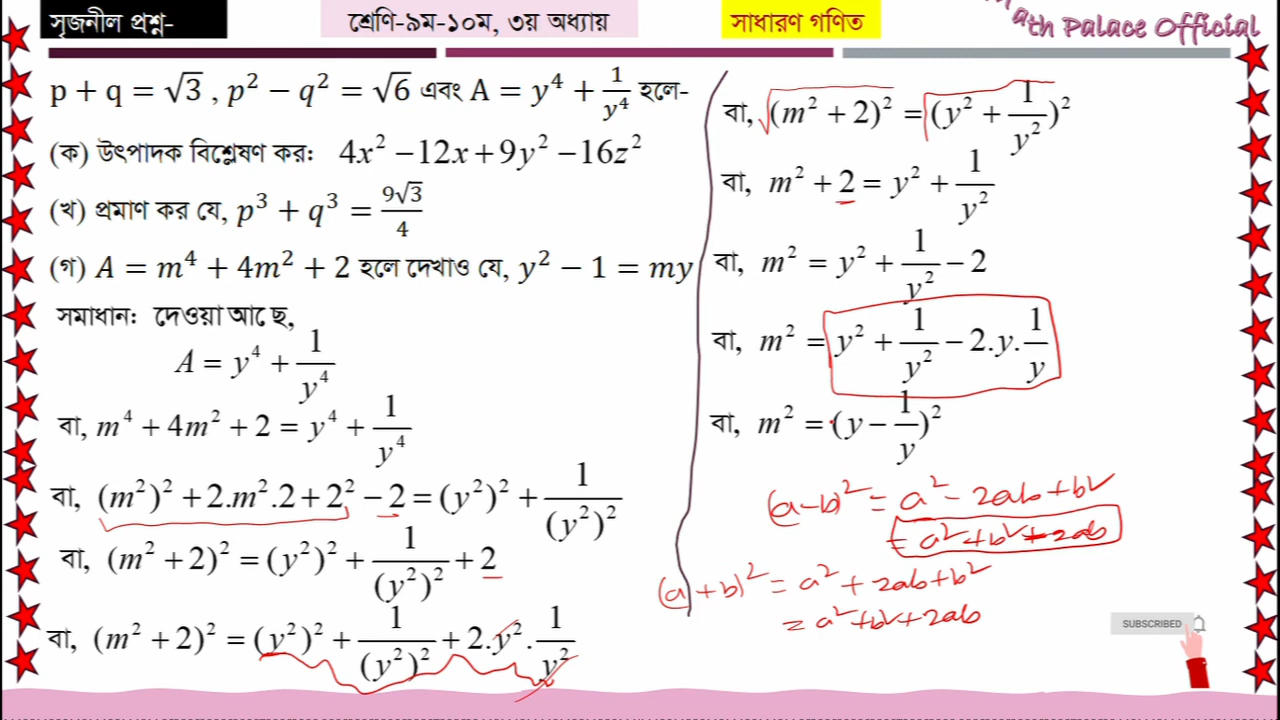 সৃজনীল প্রশ্ন-
শ্রেণি-৯ম-১০ম, ৩য় অধ্যায়
সাধারণ গণিত
ath Palace Official
p + q = √3 , p² − q² = √6 এবং A = y⁴ + 1/y⁴ হলে-
(ক) উৎপাদক বিশ্লেষণ কর: 4x² −12x+9y² −16z²
(খ) প্রমাণ কর যে, p³ + q³ = 9√3/4
(গ) A = m⁴ + 4m² + 2 হলে দেখাও যে, y² − 1 = my
সমাধান: দেওয়া আছে,
A = y⁴ + 1/y⁴
বা, m⁴ + 4m² + 2 = y⁴ + 1/y⁴
বা, (m²)² + 2.m².2 + 2² − 2 = (y²)² + 1/(y²)²
বা, (m² + 2)² = (y²)² + 1/(y²)² + 2
বা, (m² + 2)² = (y²)² + 1/(y²)² + 2.y².1/y²
বা, (m² + 2)² = (y² + 1/y²)²
বা, m² + 2 = y² + 1/y²
বা, m² = y² + 1/y² − 2
বা, m² = y² + 1/y² − 2.y.1/y
বা, m² = (y − 1/y)²
(a−b)² = a² − 2ab + b²
= a² + b² − 2ab
(a+b)² = a² + 2ab + b²
= a² + b² + 2ab
SUBSCRIBED